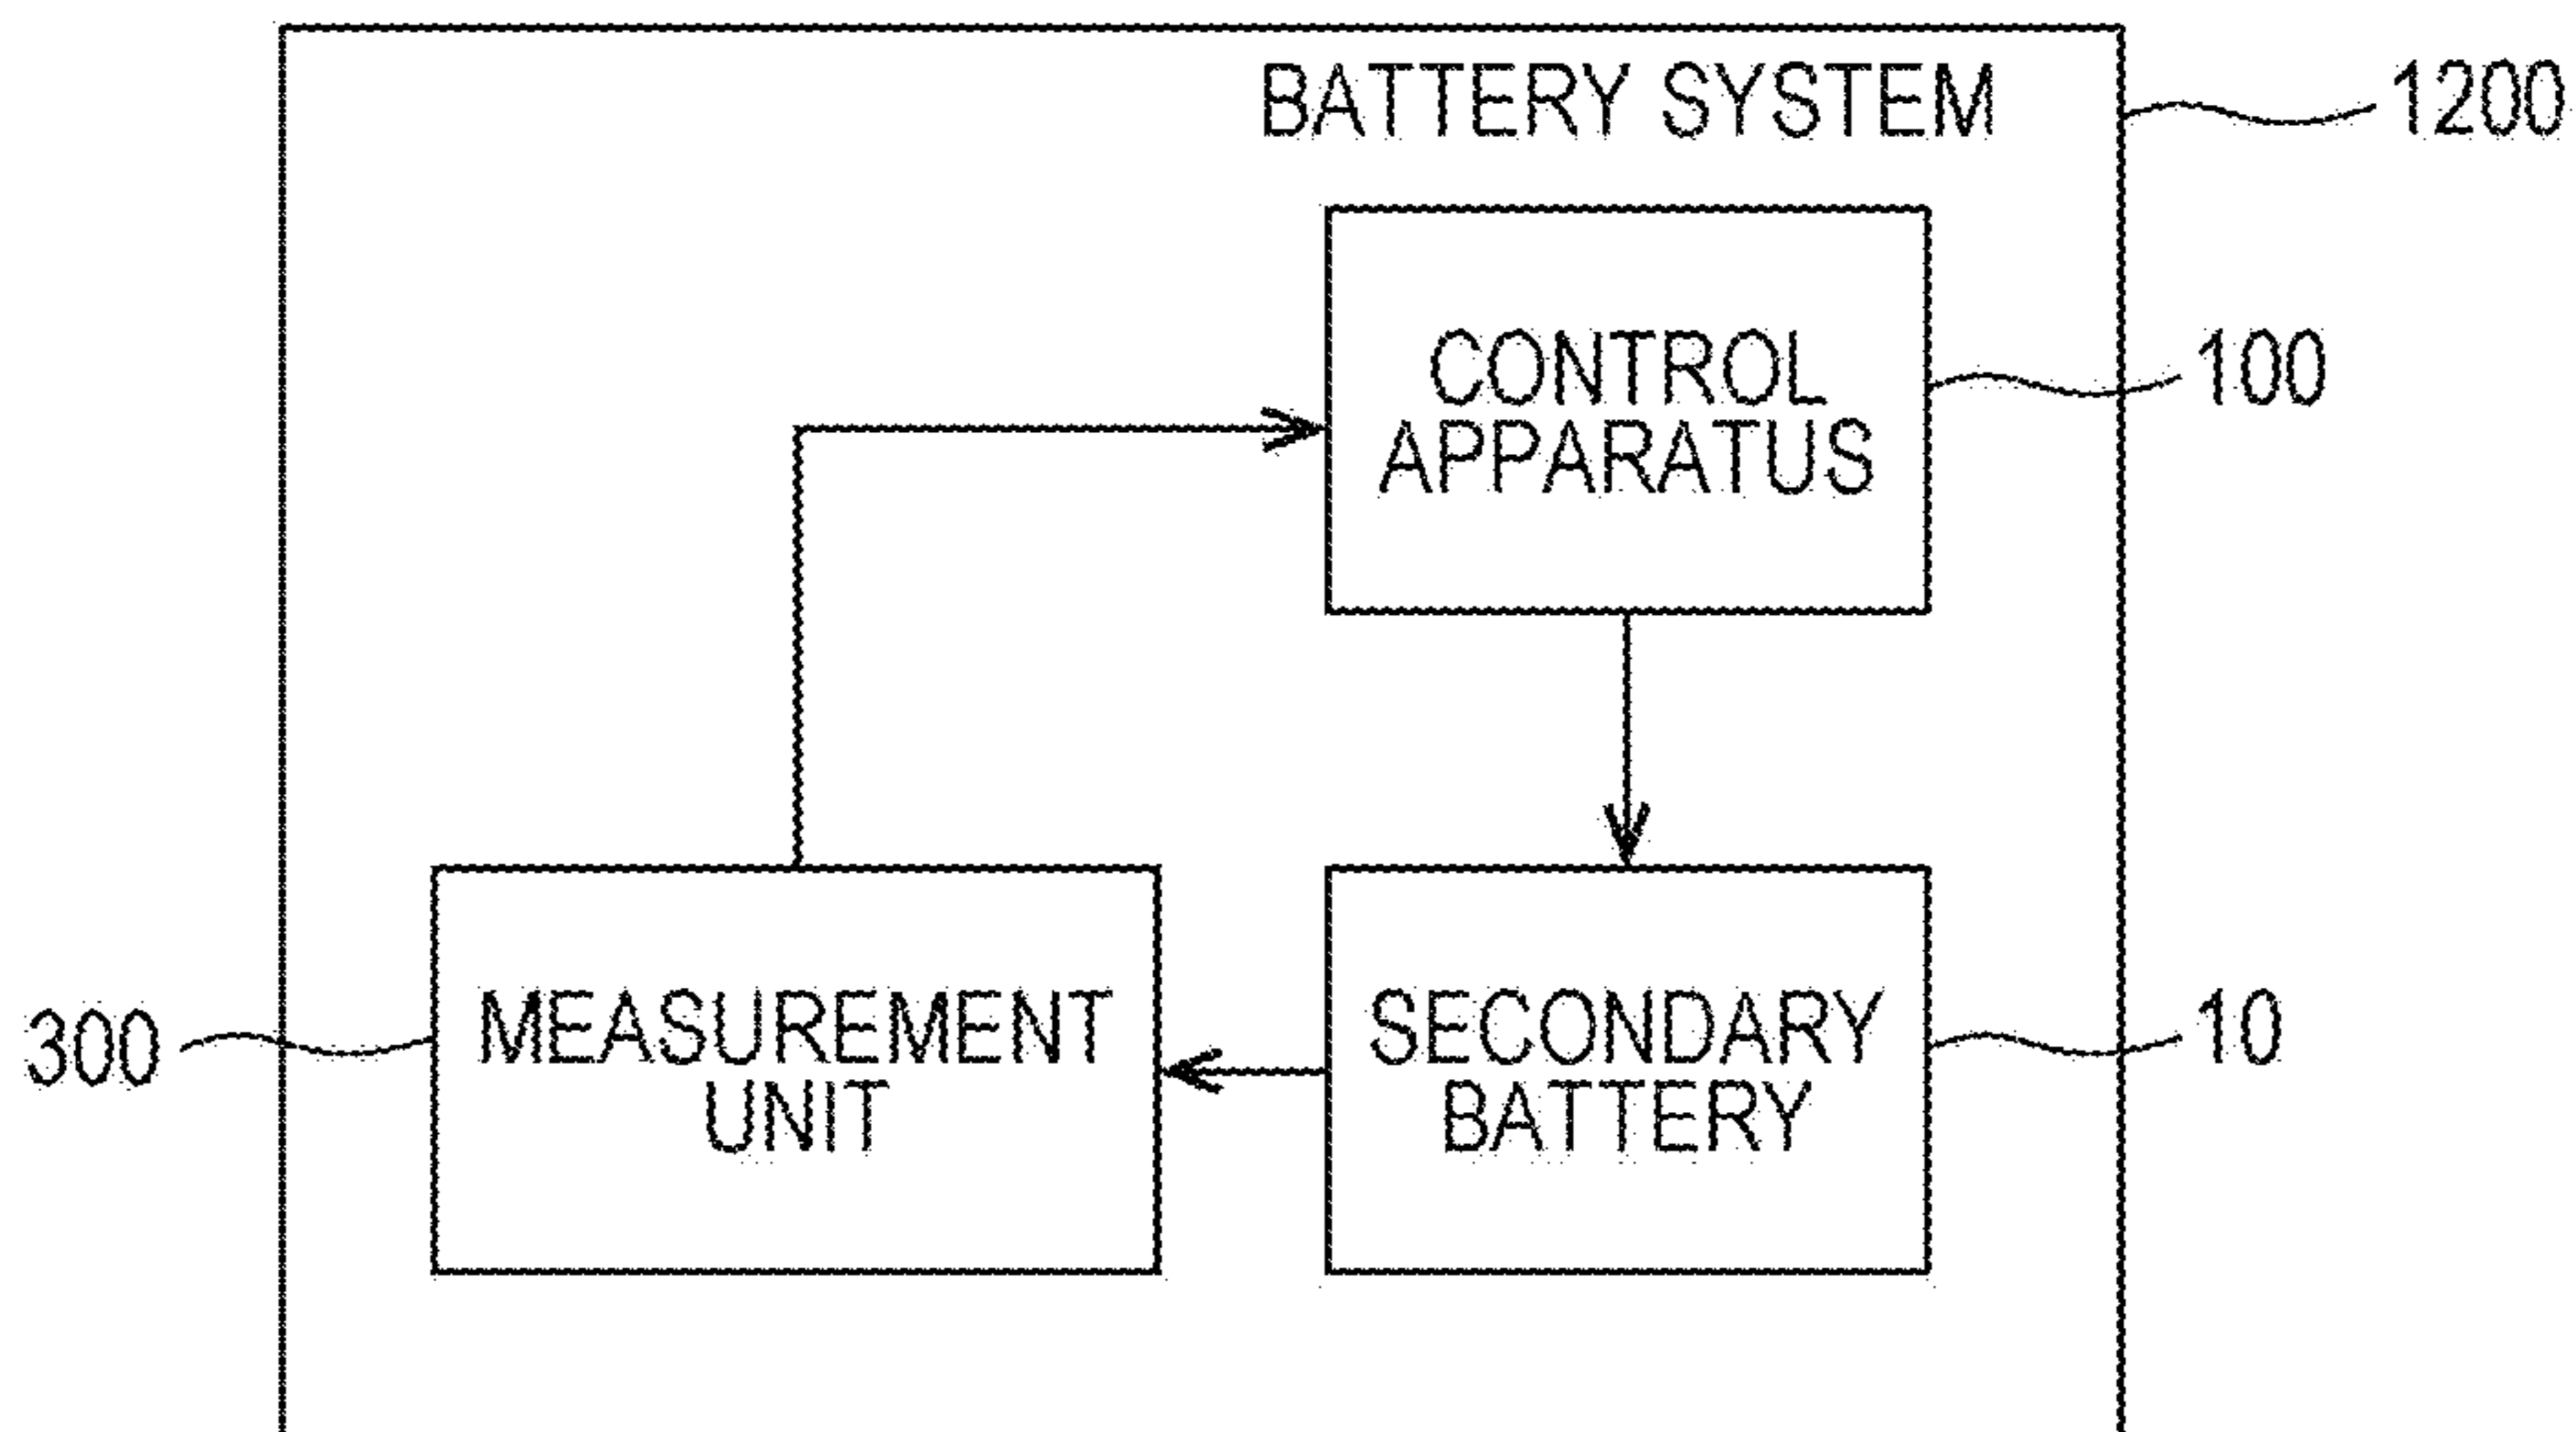 BATTERY SYSTEM
1200
CONTROL
APPARATUS
100
300
MEASUREMENT
UNIT
SECONDARY
BATTERY
10